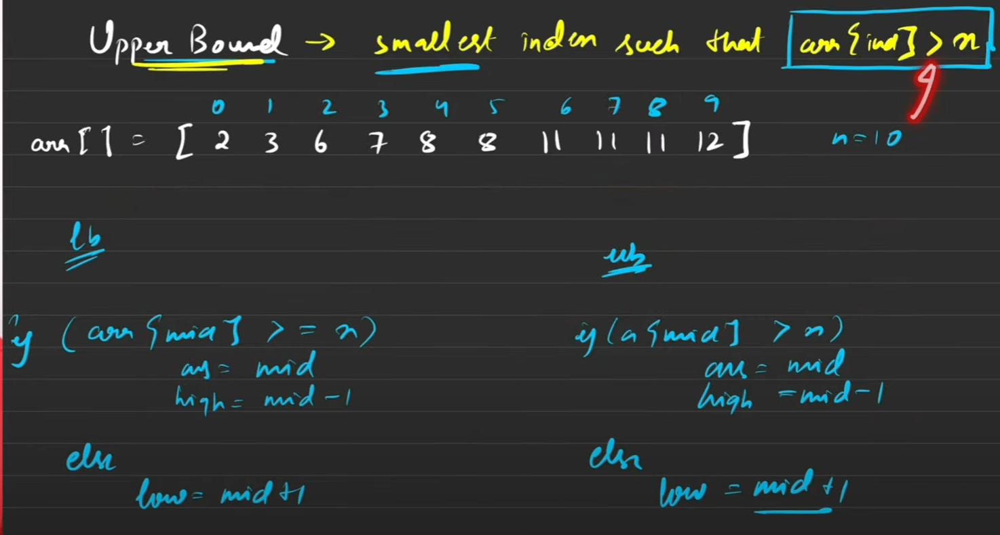 Upper Bound → smallest index such that arr[ind] > x
0 1 2 3 4 5 6 7 8 9
arr[] = [ 2 3 6 7 8 8 11 11 11 12 ] n=10
lb
ub
if (arr[mid] >= x)
ans = mid
high = mid - 1
else
low = mid + 1
if (a[mid] > x)
ans = mid
high = mid - 1
else
low = mid + 1